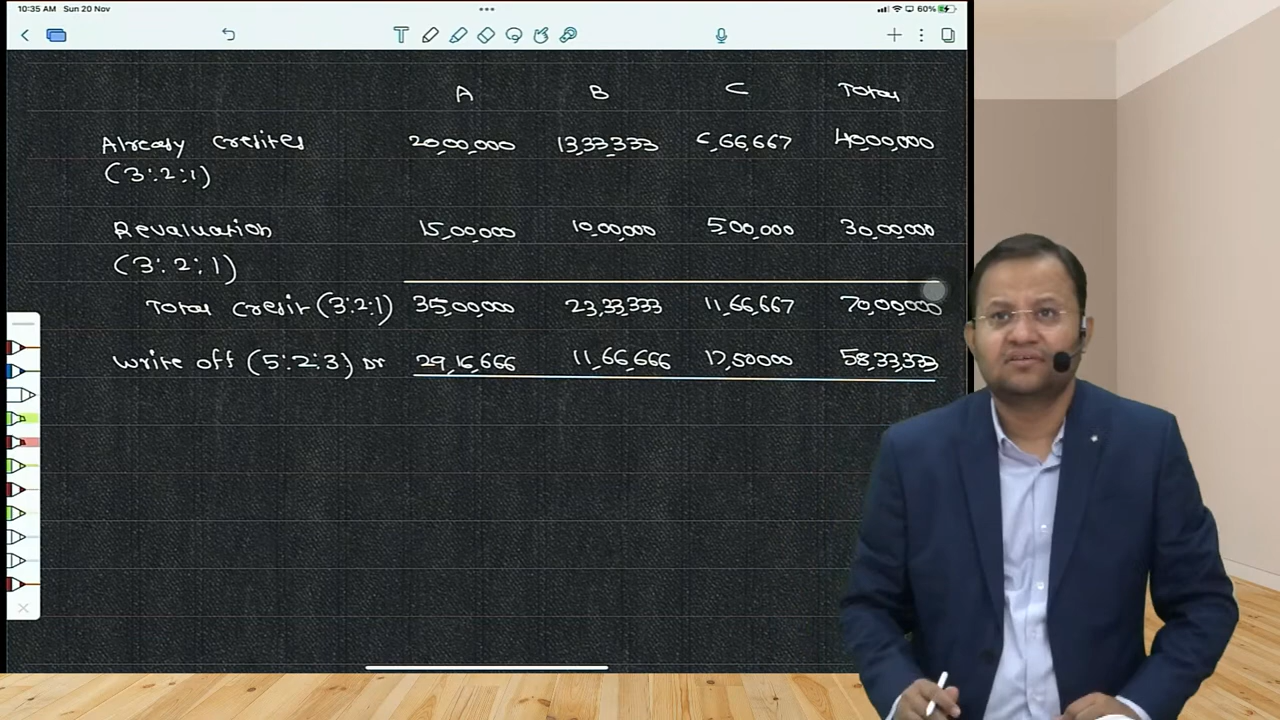 10:35 AM Sun 20 Nov 60%
A B C Total
Already credited 20,00,000 13,33,333 6,66,667 40,00,000
(3:2:1)
Revaluation 15,00,000 10,00,000 5,00,000 30,00,000
(3:2:1)
Total credit (3:2:1) 35,00,000 23,33,333 11,66,667 70,00,000
Write off (5:2:3) Dr 29,16,666 11,66,666 17,50000 58,33,333